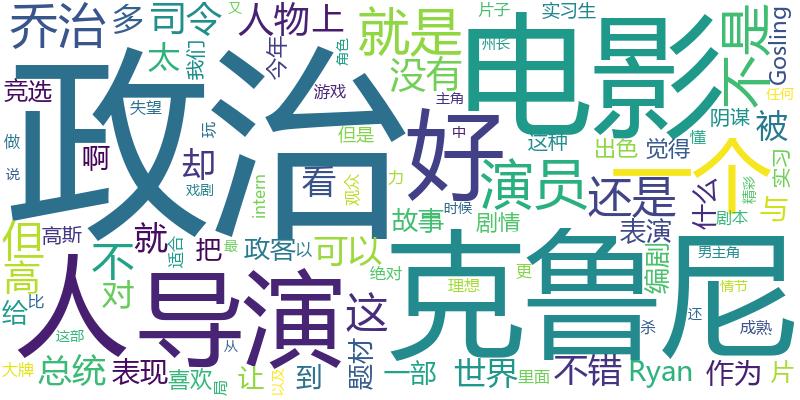 乔治 多 司令 人物上 就是 电影 不是 Gosling
又 片子 实习生 州长 角色
太 我们 今年 没有 任何
竞选 失望 游戏 主角 阴谋 被
政治 好 一个
做 啊 却 玩 但是 中 这种 出色 觉得 懂 实习
说 戏剧 intern 看 观众 力 演员 还是 什么 精彩 与
但 高斯 就 故事 时候 剧情 表演 剧本
高 不 适合 把 最 政客 以 可以 绝对 更 编剧 男主角
给 对 理想 情节
人 导演 这 克鲁尼
比 这部 从 杀 还 成熟
大牌 总统 表现 喜欢 局 让 以及 到 题材 一部 世界 里面 不错 Ryan 作为 片